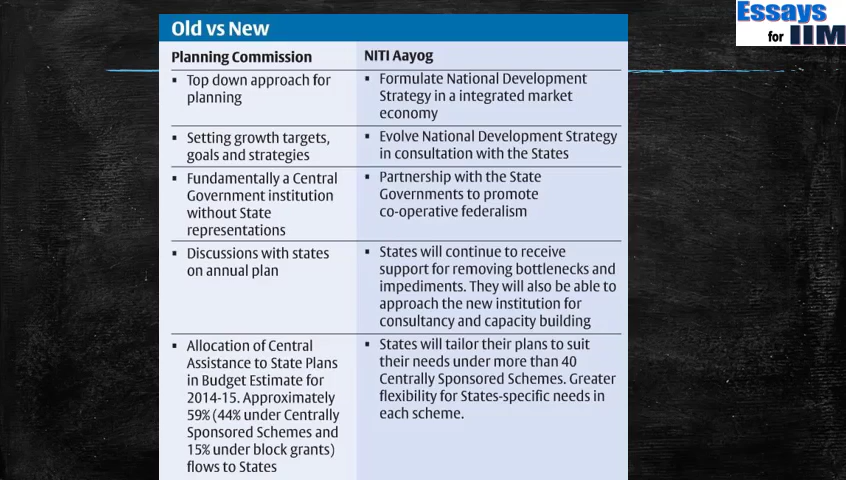 Essays
for IIM
Old vs New
Planning Commission
NITI Aayog
▪ Top down approach for
planning
▪ Formulate National Development
Strategy in a integrated market
economy
▪ Setting growth targets,
goals and strategies
▪ Evolve National Development Strategy
in consultation with the States
▪ Fundamentally a Central
Government institution
without State
representations
▪ Partnership with the State
Governments to promote
co-operative federalism
▪ Discussions with states
on annual plan
▪ States will continue to receive
support for removing bottlenecks and
impediments. They will also be able to
approach the new institution for
consultancy and capacity building
▪ Allocation of Central
Assistance to State Plans
in Budget Estimate for
2014-15. Approximately
59% (44% under Centrally
Sponsored Schemes and
15% under block grants)
flows to States
▪ States will tailor their plans to suit
their needs under more than 40
Centrally Sponsored Schemes. Greater
flexibility for States-specific needs in
each scheme.